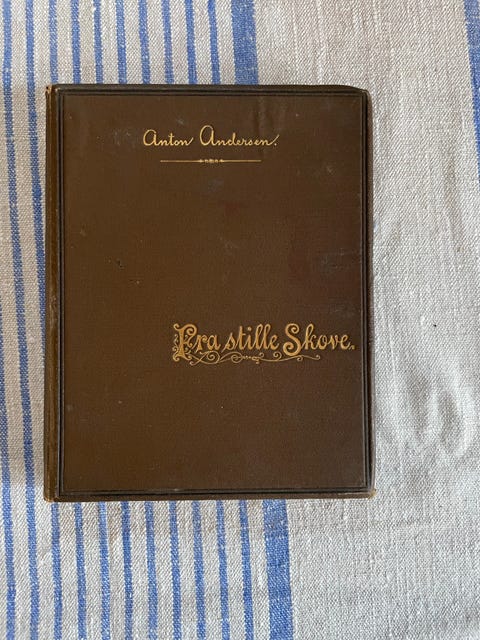 Anton Andersen.
Fra stille Skove.